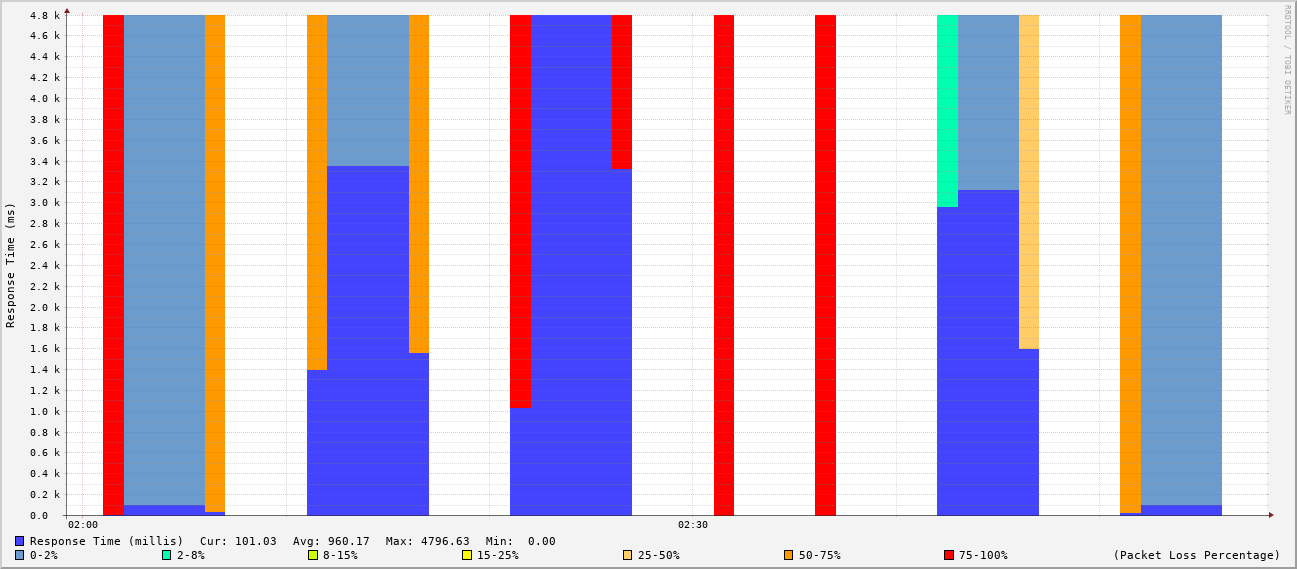 RRDTOOL / TOBI OETIKER
Response Time (ms)
4.8 k
4.6 k
4.4 k
4.2 k
4.0 k
3.8 k
3.6 k
3.4 k
3.2 k
3.0 k
2.8 k
2.6 k
2.4 k
2.2 k
2.0 k
1.8 k
1.6 k
1.4 k
1.2 k
1.0 k
0.8 k
0.6 k
0.4 k
0.2 k
0.0
02:00 02:30
Response Time (millis) Cur: 101.03 Avg: 960.17 Max: 4796.63 Min: 0.00
0-2% 2-8% 8-15% 15-25% 25-50% 50-75% 75-100% (Packet Loss Percentage)